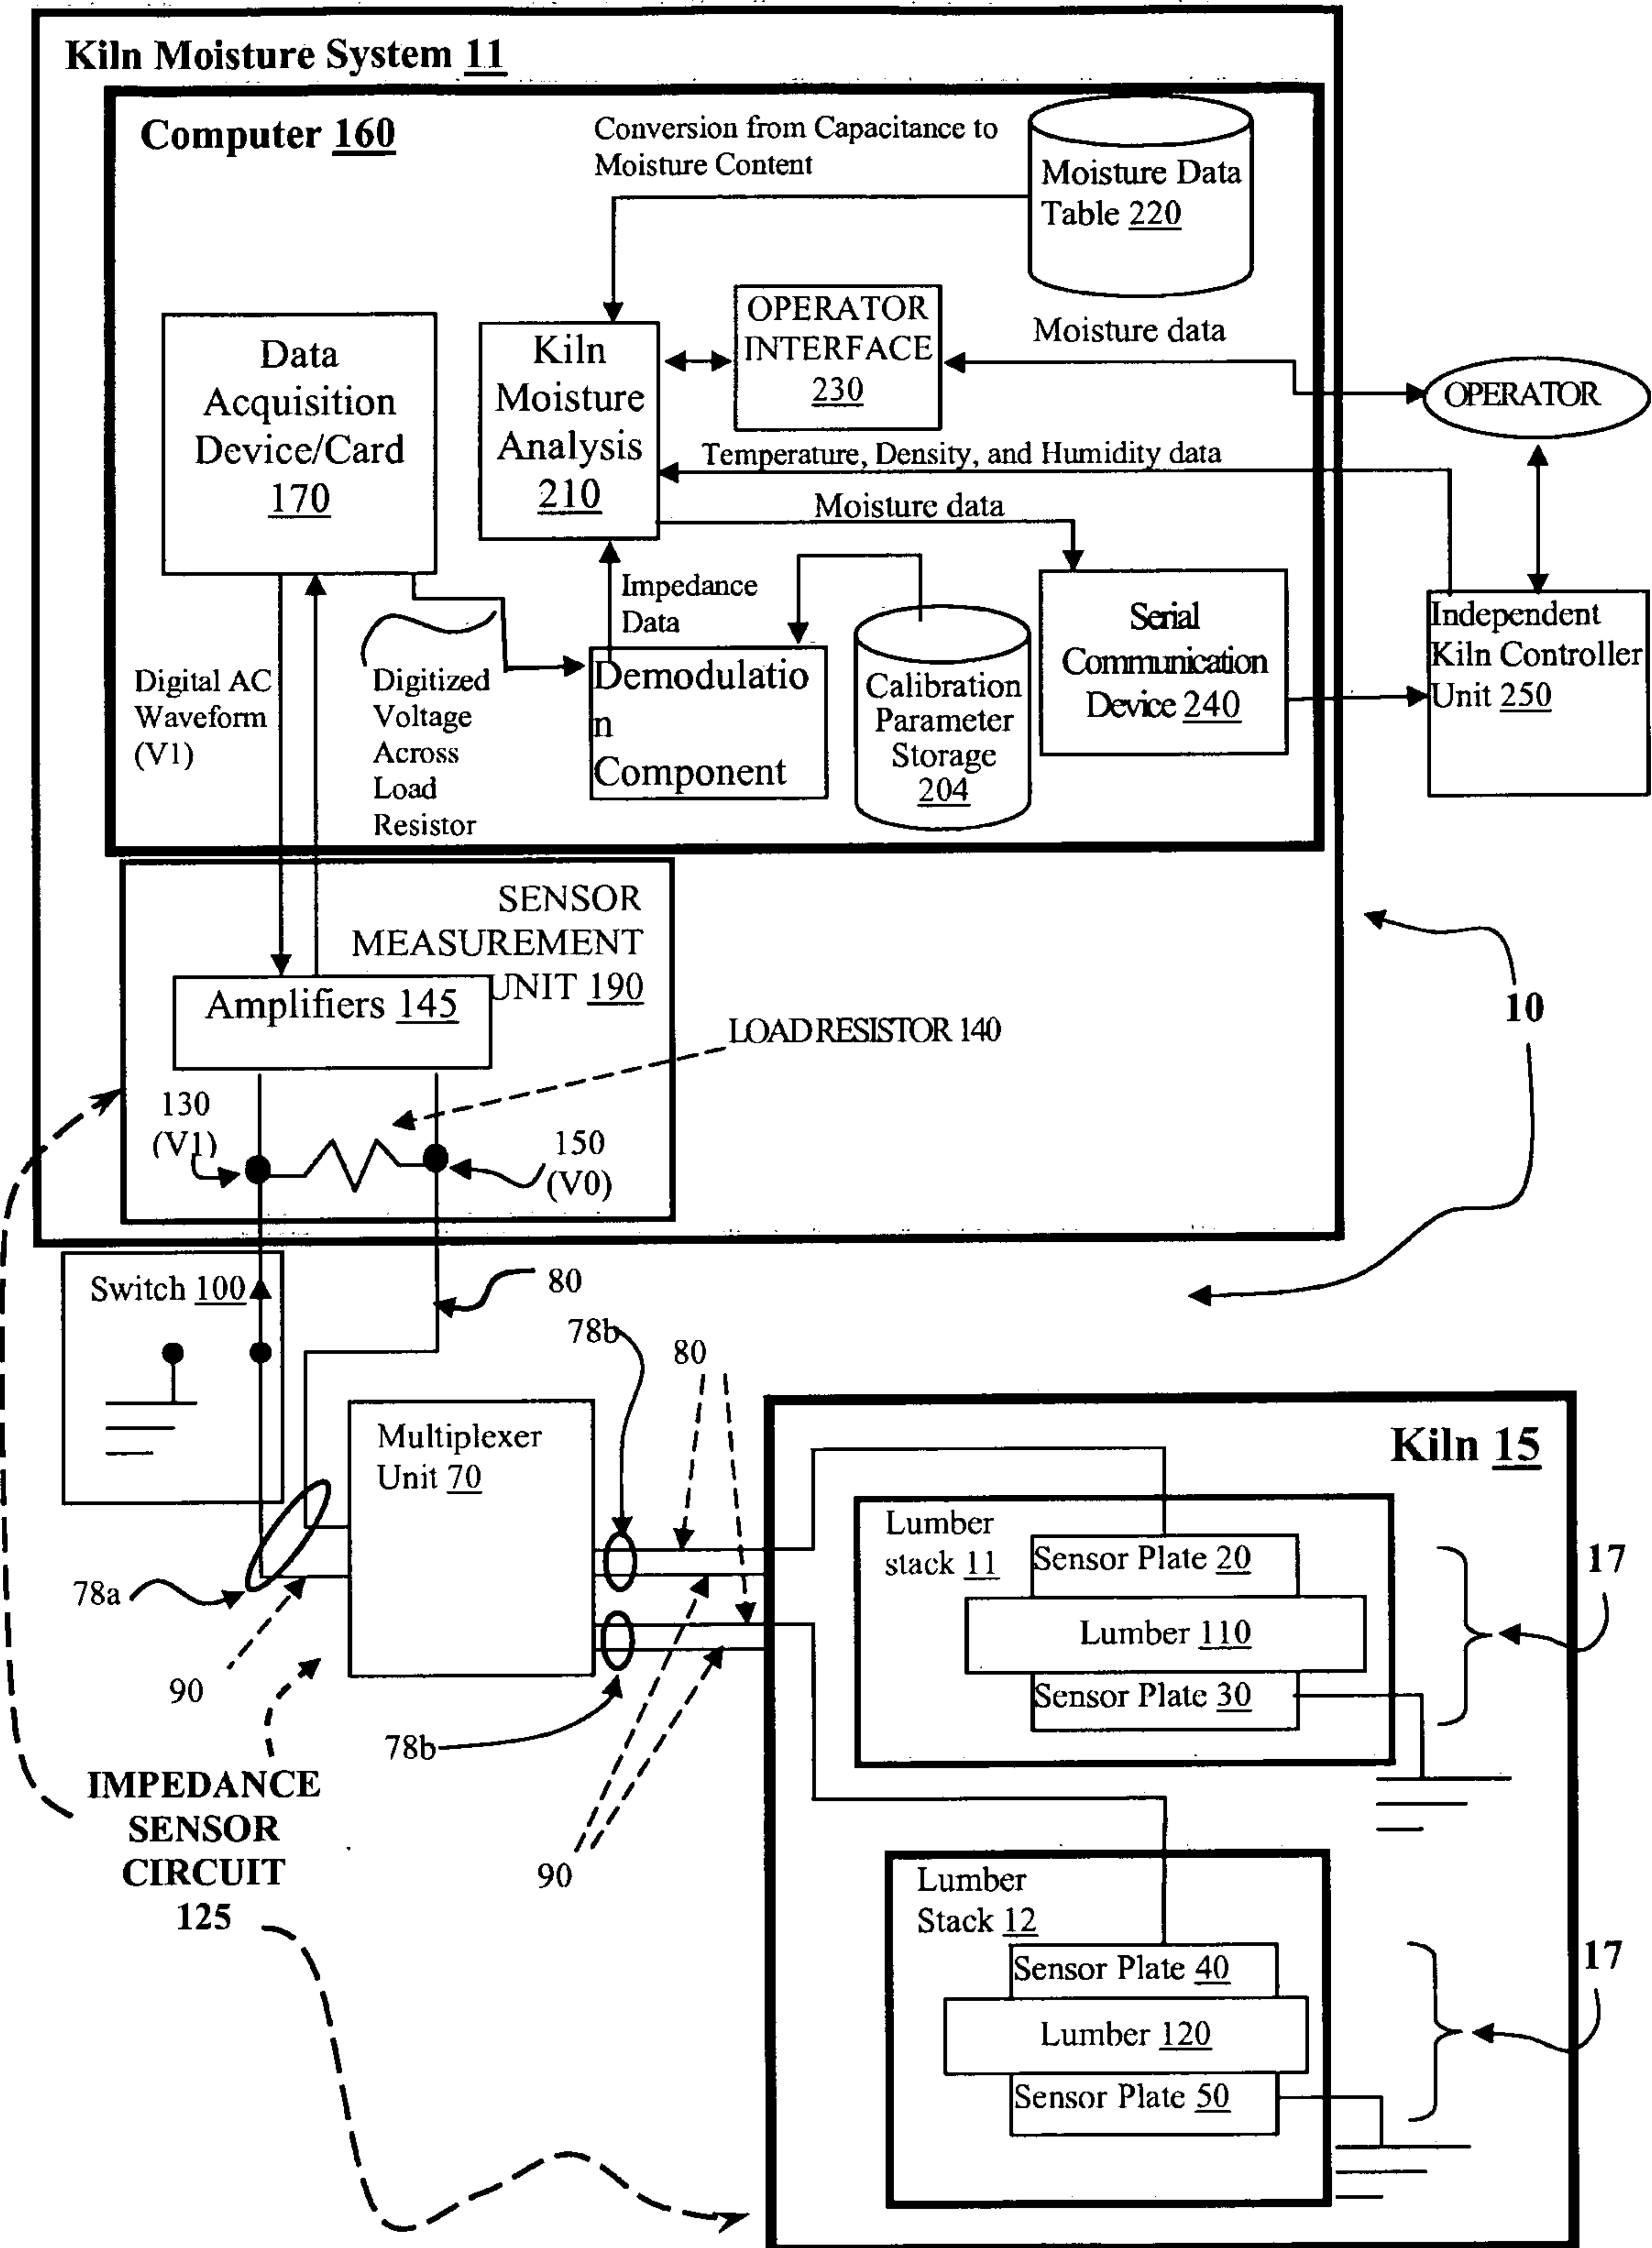 Kiln Moisture System 11
Computer 160
Conversion from Capacitance to
Moisture Content
Moisture Data
Table 220
Data
Acquisition
Device/Card
170
Kiln
Moisture
Analysis
210
OPERATOR
INTERFACE
230
Moisture data
OPERATOR
Temperature, Density, and Humidity data
Moisture data
Impedance
Data
Digital AC
Waveform
(V1)
Digitized
Voltage
Across
Load
Resistor
Demodulatio
n
Component
Calibration
Parameter
Storage
204
Serial
Communication
Device 240
Independent
Kiln Controller
Unit 250
SENSOR
MEASUREMENT
UNIT 190
Amplifiers 145
LOAD RESISTOR 140
10
130
(V1)
150
(V0)
Switch 100
80
78b
80
Multiplexer
Unit 70
Kiln 15
Lumber
stack 11
Sensor Plate 20
Lumber 110
Sensor Plate 30
17
78a
90
78b
90
IMPEDANCE
SENSOR
CIRCUIT
125
Lumber
Stack 12
Sensor Plate 40
Lumber 120
Sensor Plate 50
17